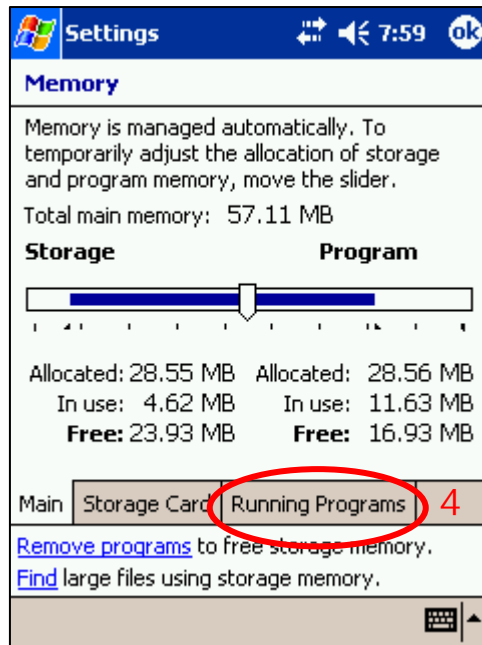 Settings 7:59 ok
Memory
Memory is managed automatically. To
temporarily adjust the allocation of storage
and program memory, move the slider.
Total main memory: 57.11 MB
Storage Program
Allocated: 28.55 MB Allocated: 28.56 MB
In use: 4.62 MB In use: 11.63 MB
Free: 23.93 MB Free: 16.93 MB
Main Storage Card Running Programs 4
Remove programs to free storage memory.
Find large files using storage memory.